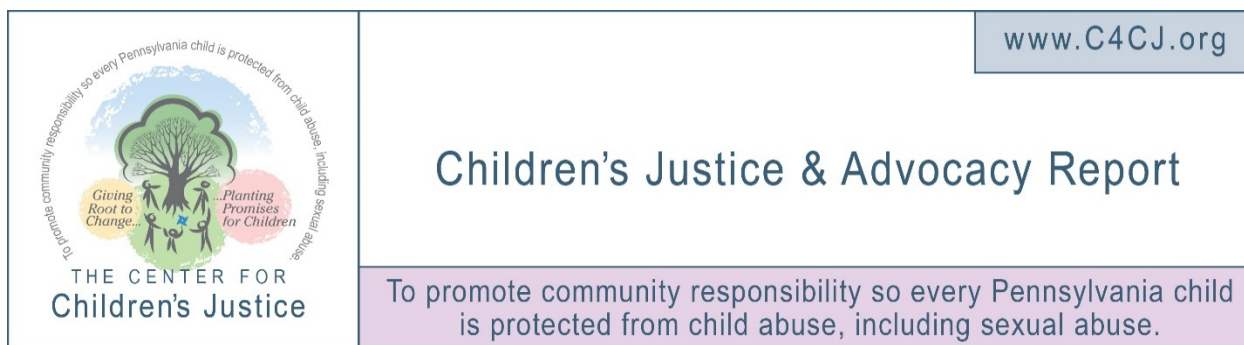 To promote community responsibility so every Pennsylvania child is protected from child abuse, including sexual abuse.
Giving
Root to
Change...
...Planting
Promises
for Children
THE CENTER FOR
Children's Justice
www.C4CJ.org
Children's Justice & Advocacy Report
To promote community responsibility so every Pennsylvania child
is protected from child abuse, including sexual abuse.